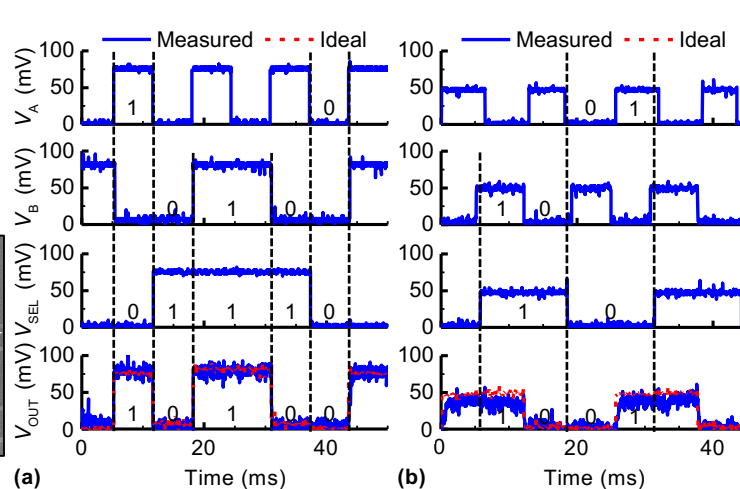 Measured Ideal Measured Ideal
V_A (mV) 100 50 0 1 0
100 50 0 0 1
V_B (mV) 100 50 0 0 1 0
100 50 0 1 0
V_SEL (mV) 100 50 0 0 1 1 1 0
100 50 0 1 0
V_OUT (mV) 100 50 0 1 0 1 0 0
100 50 0 1 0 0 1
0 20 40 0 20 40
(a) Time (ms) (b) Time (ms)